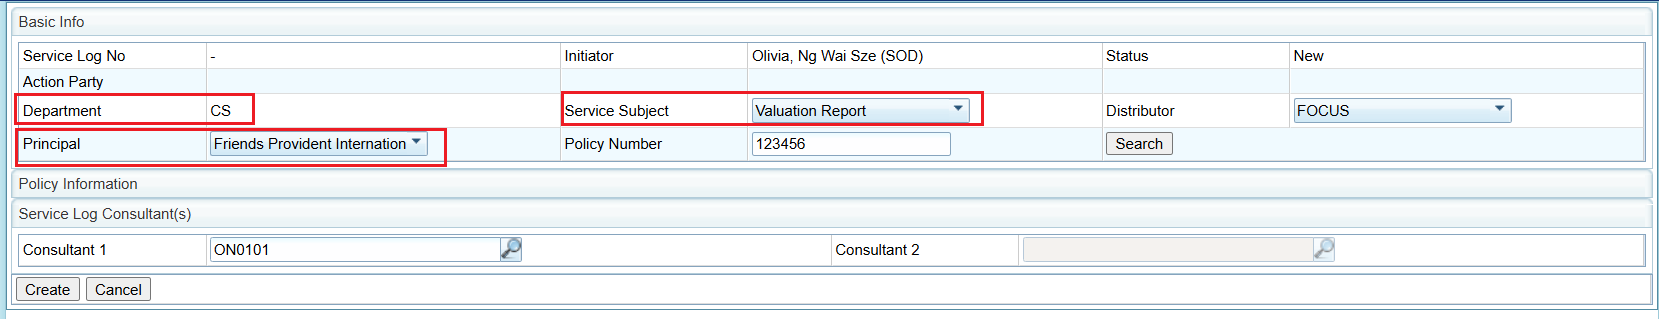 Basic Info
Service Log No - Initiator Olivia, Ng Wai Sze (SOD) Status New
Action Party
Department CS Service Subject Valuation Report Distributor FOCUS
Principal Friends Provident Internation Policy Number 123456 Search
Policy Information
Service Log Consultant(s)
Consultant 1 ON0101 Consultant 2
Create Cancel